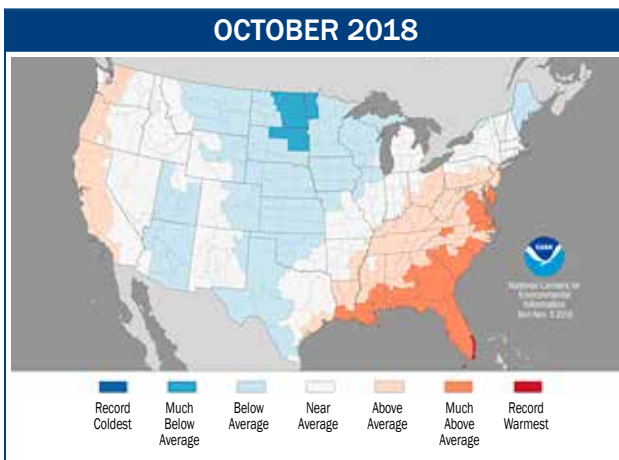 OCTOBER 2018
National Centers for
Environmental
Information
Record
Coldest
Much
Below
Average
Below
Average
Near
Average
Above
Average
Much
Above
Average
Record
Warmest